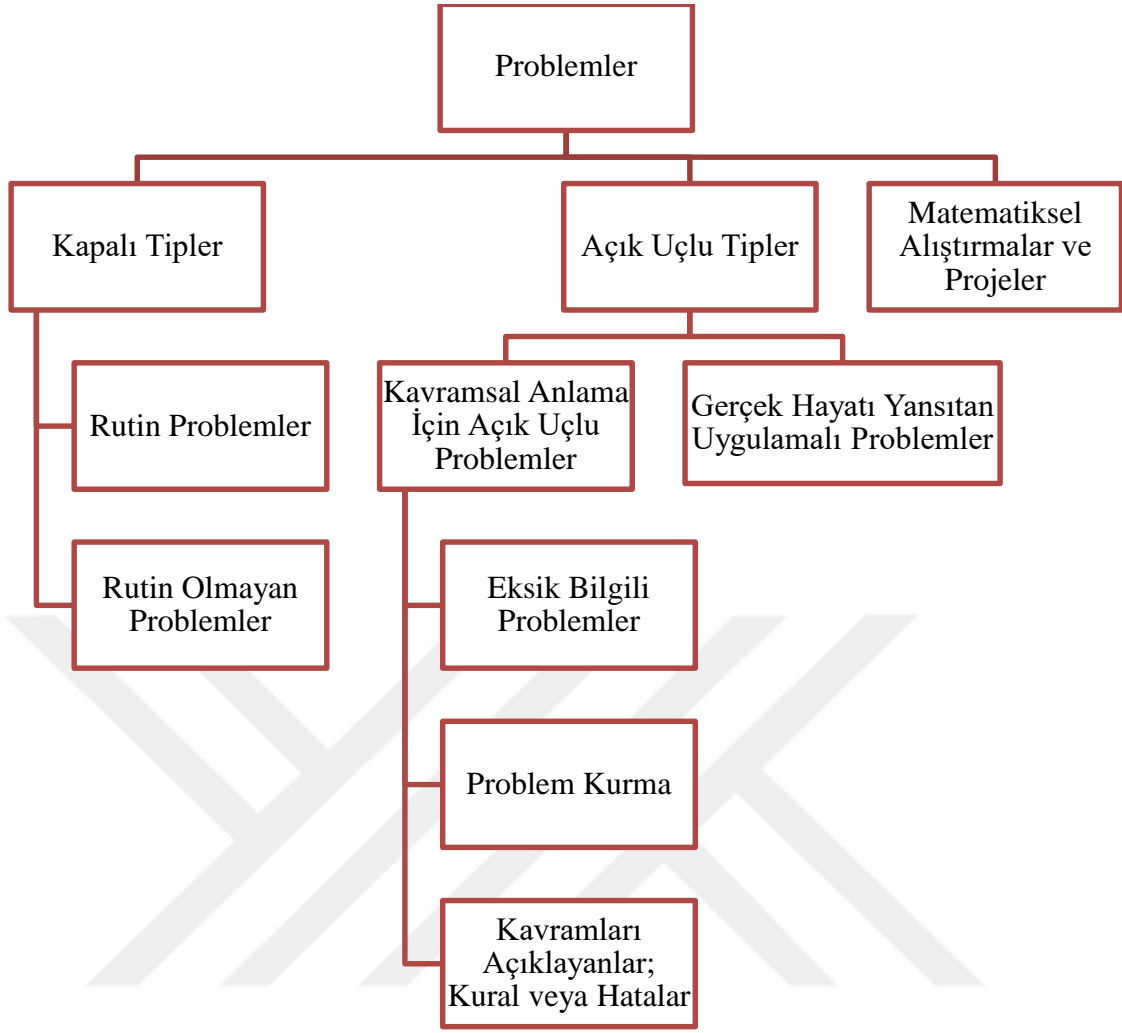 Problemler
Kapalı Tipler
Açık Uçlu Tipler
Matematiksel
Alıştırmalar ve
Projeler
Rutin Problemler
Kavramsal Anlama
İçin Açık Uçlu
Problemler
Gerçek Hayatı Yansıtan
Uygulamalı Problemler
Rutin Olmayan
Problemler
Eksik Bilgili
Problemler
Problem Kurma
Kavramları
Açıklayanlar;
Kural veya Hatalar